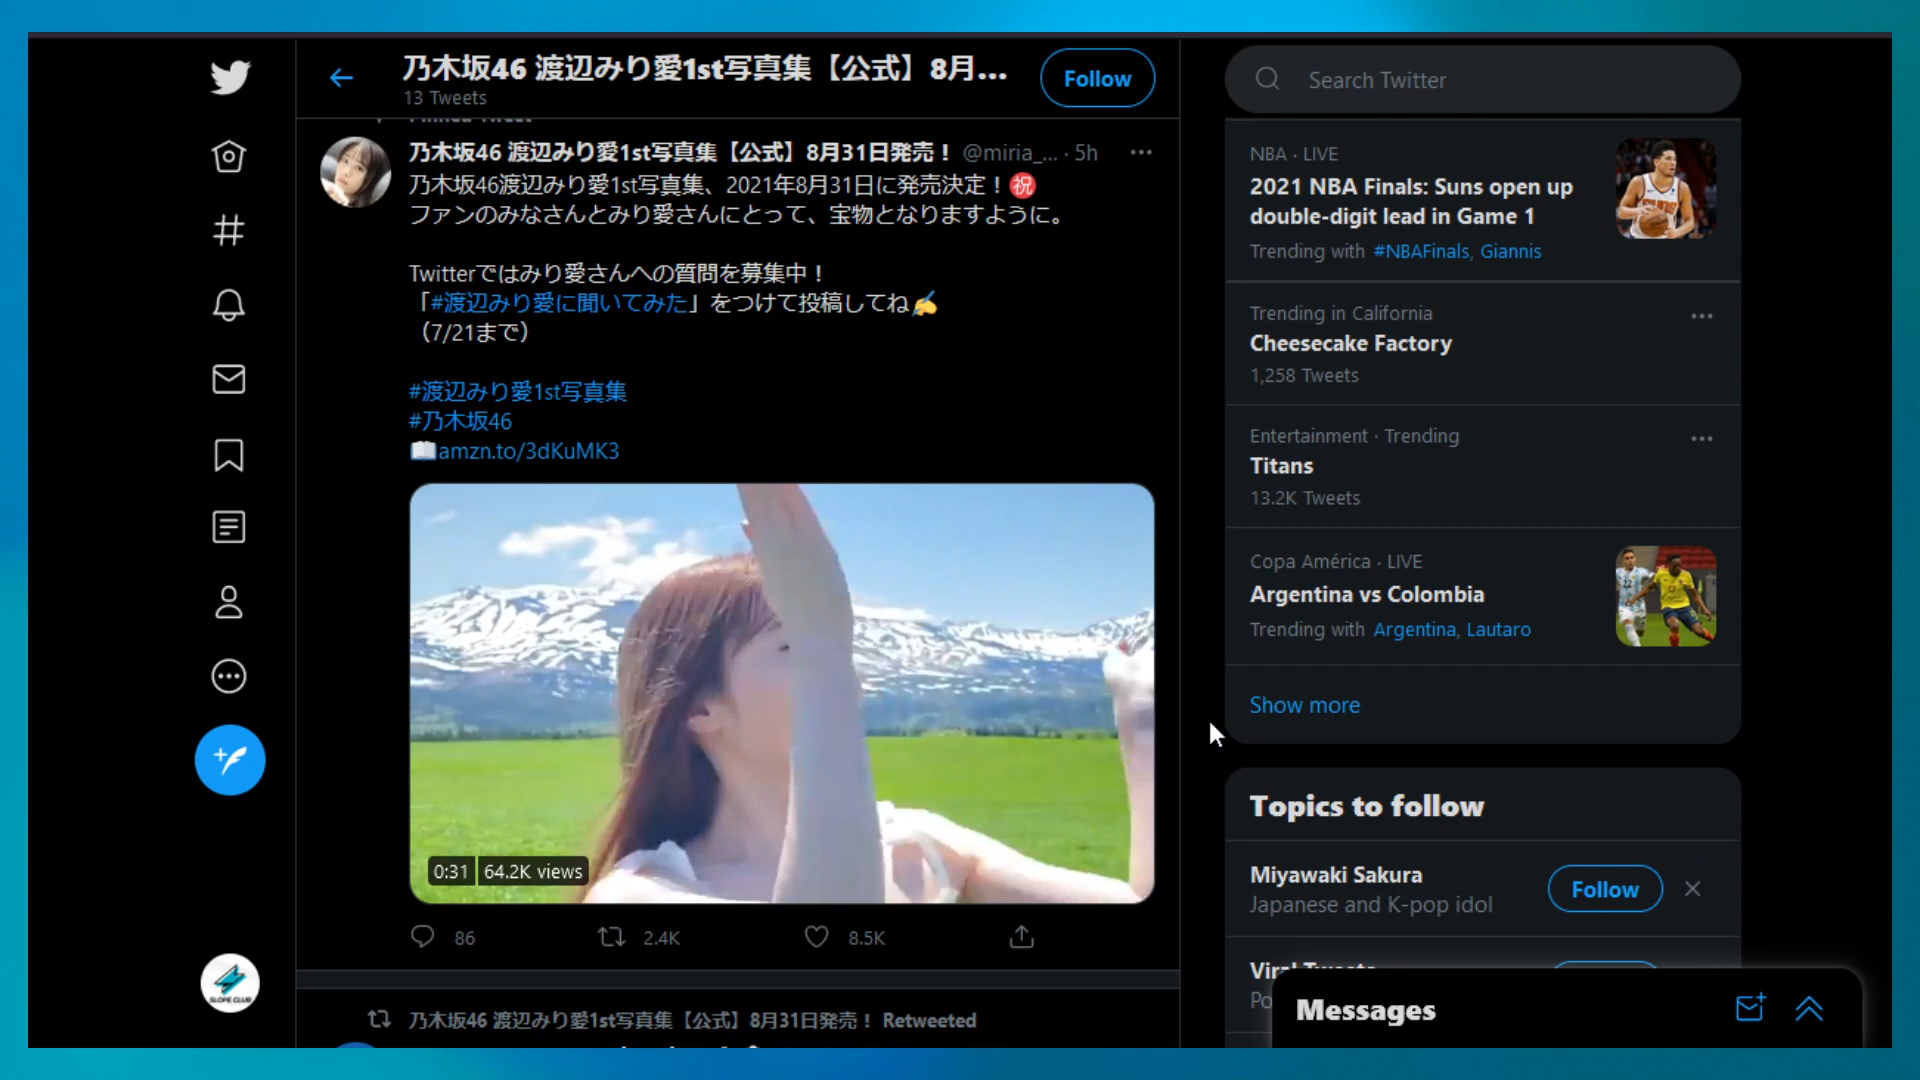 乃木坂46 渡辺みり愛1st写真集【公式】8月...
13 Tweets
Follow
Pinned Tweet
乃木坂46 渡辺みり愛1st写真集【公式】8月31日発売！ @miria_... · 5h
乃木坂46渡辺みり愛1st写真集、2021年8月31日に発売決定！㊗
ファンのみなさんとみり愛さんにとって、宝物となりますように。
Twitterではみり愛さんへの質問を募集中！
「#渡辺みり愛に聞いてみた」をつけて投稿してね✍
（7/21まで）
#渡辺みり愛1st写真集
#乃木坂46
📖amzn.to/3dKuMK3
0:31 64.2K views
86 2.4K 8.5K
乃木坂46 渡辺みり愛1st写真集【公式】8月31日発売！ Retweeted
SLOPE CLUB
Search Twitter
NBA · LIVE
2021 NBA Finals: Suns open up
double-digit lead in Game 1
Trending with #NBAFinals, Giannis
Trending in California
Cheesecake Factory
1,258 Tweets
Entertainment · Trending
Titans
13.2K Tweets
Copa América · LIVE
Argentina vs Colombia
Trending with Argentina, Lautaro
Show more
Topics to follow
Miyawaki Sakura
Japanese and K-pop idol
Follow
Viral Tweets
Messages